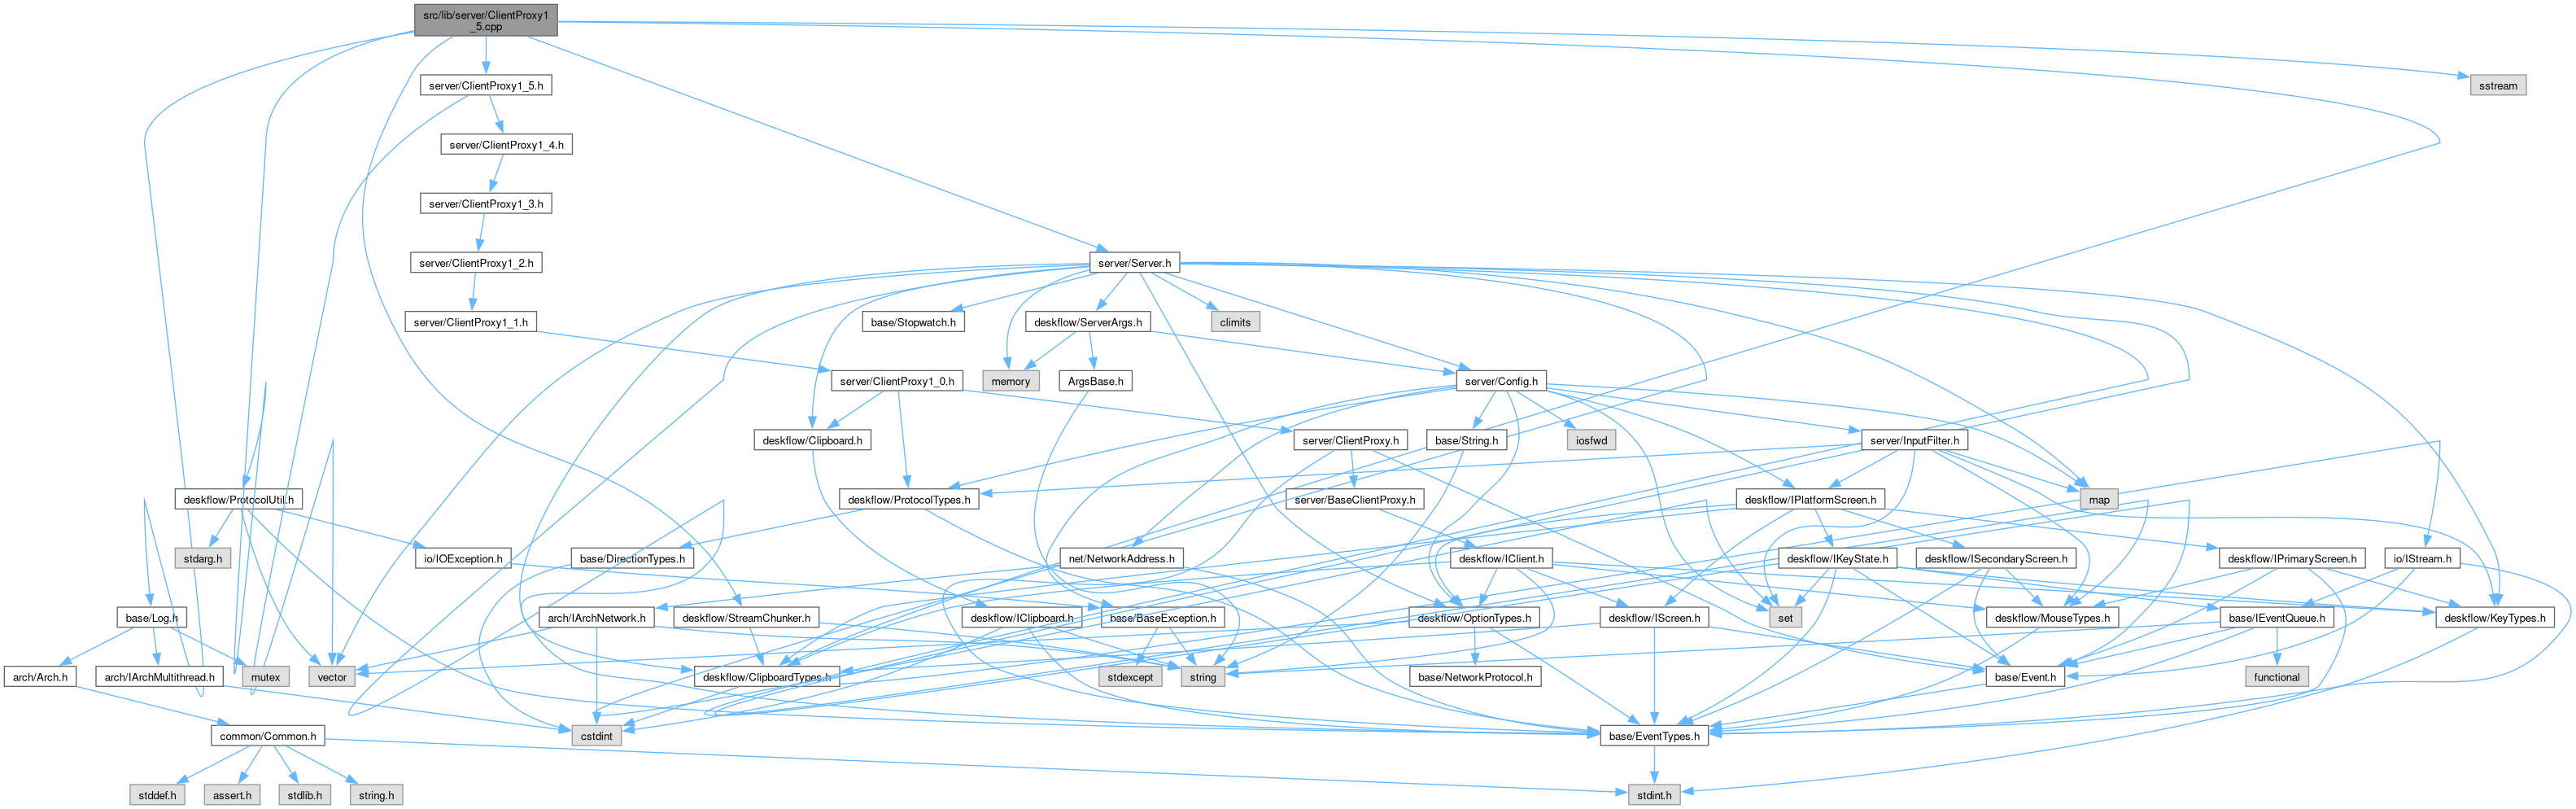 src/lib/server/ClientProxy1
_5.cpp
server/ClientProxy1_5.h
sstream
server/ClientProxy1_4.h
server/ClientProxy1_3.h
server/ClientProxy1_2.h
server/Server.h
server/ClientProxy1_1.h
base/Stopwatch.h
deskflow/ServerArgs.h
climits
server/ClientProxy1_0.h
memory
ArgsBase.h
server/Config.h
deskflow/Clipboard.h
server/ClientProxy.h
base/String.h
iosfwd
server/InputFilter.h
deskflow/ProtocolUtil.h
deskflow/ProtocolTypes.h
server/BaseClientProxy.h
deskflow/IPlatformScreen.h
map
stdarg.h
io/IOException.h
base/DirectionTypes.h
net/NetworkAddress.h
deskflow/IClient.h
deskflow/IKeyState.h
deskflow/ISecondaryScreen.h
deskflow/IPrimaryScreen.h
io/IStream.h
base/Log.h
arch/IArchNetwork.h
deskflow/StreamChunker.h
deskflow/IClipboard.h
base/BaseException.h
deskflow/OptionTypes.h
deskflow/IScreen.h
set
deskflow/MouseTypes.h
base/IEventQueue.h
deskflow/KeyTypes.h
arch/Arch.h
arch/IArchMultithread.h
mutex
vector
deskflow/ClipboardTypes.h
stdexcept
string
base/NetworkProtocol.h
base/Event.h
functional
common/Common.h
cstdint
base/EventTypes.h
stddef.h
assert.h
stdlib.h
string.h
stdint.h